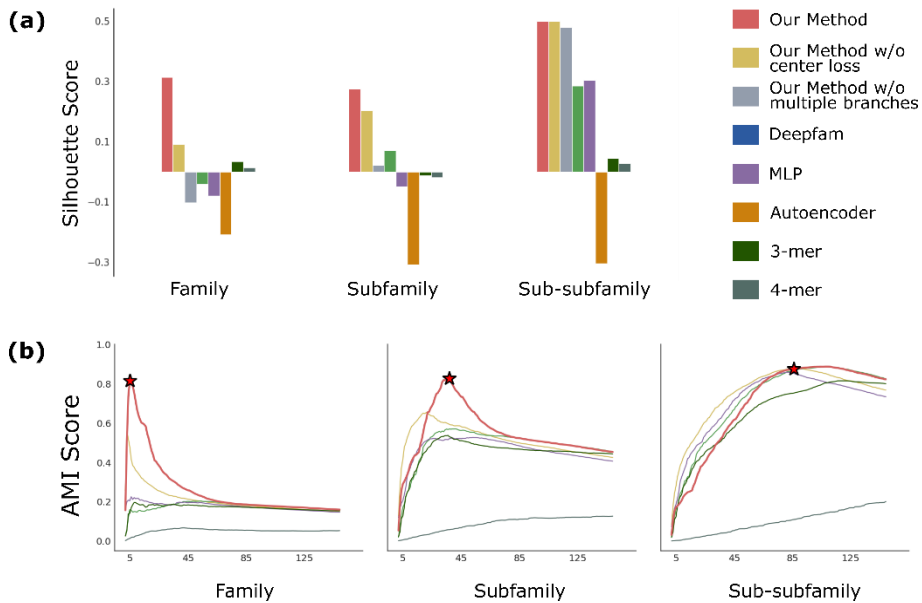 (a)
Silhouette Score
0.5
0.3
0.1
−0.1
−0.3
Family
Subfamily
Sub-subfamily
Our Method
Our Method w/o
center loss
Our Method w/o
multiple branches
Deepfam
MLP
Autoencoder
3-mer
4-mer
(b)
AMI Score
1.0
0.8
0.6
0.4
0.2
0.0
5 45 85 125
5 45 85 125
5 45 85 125
Family
Subfamily
Sub-subfamily